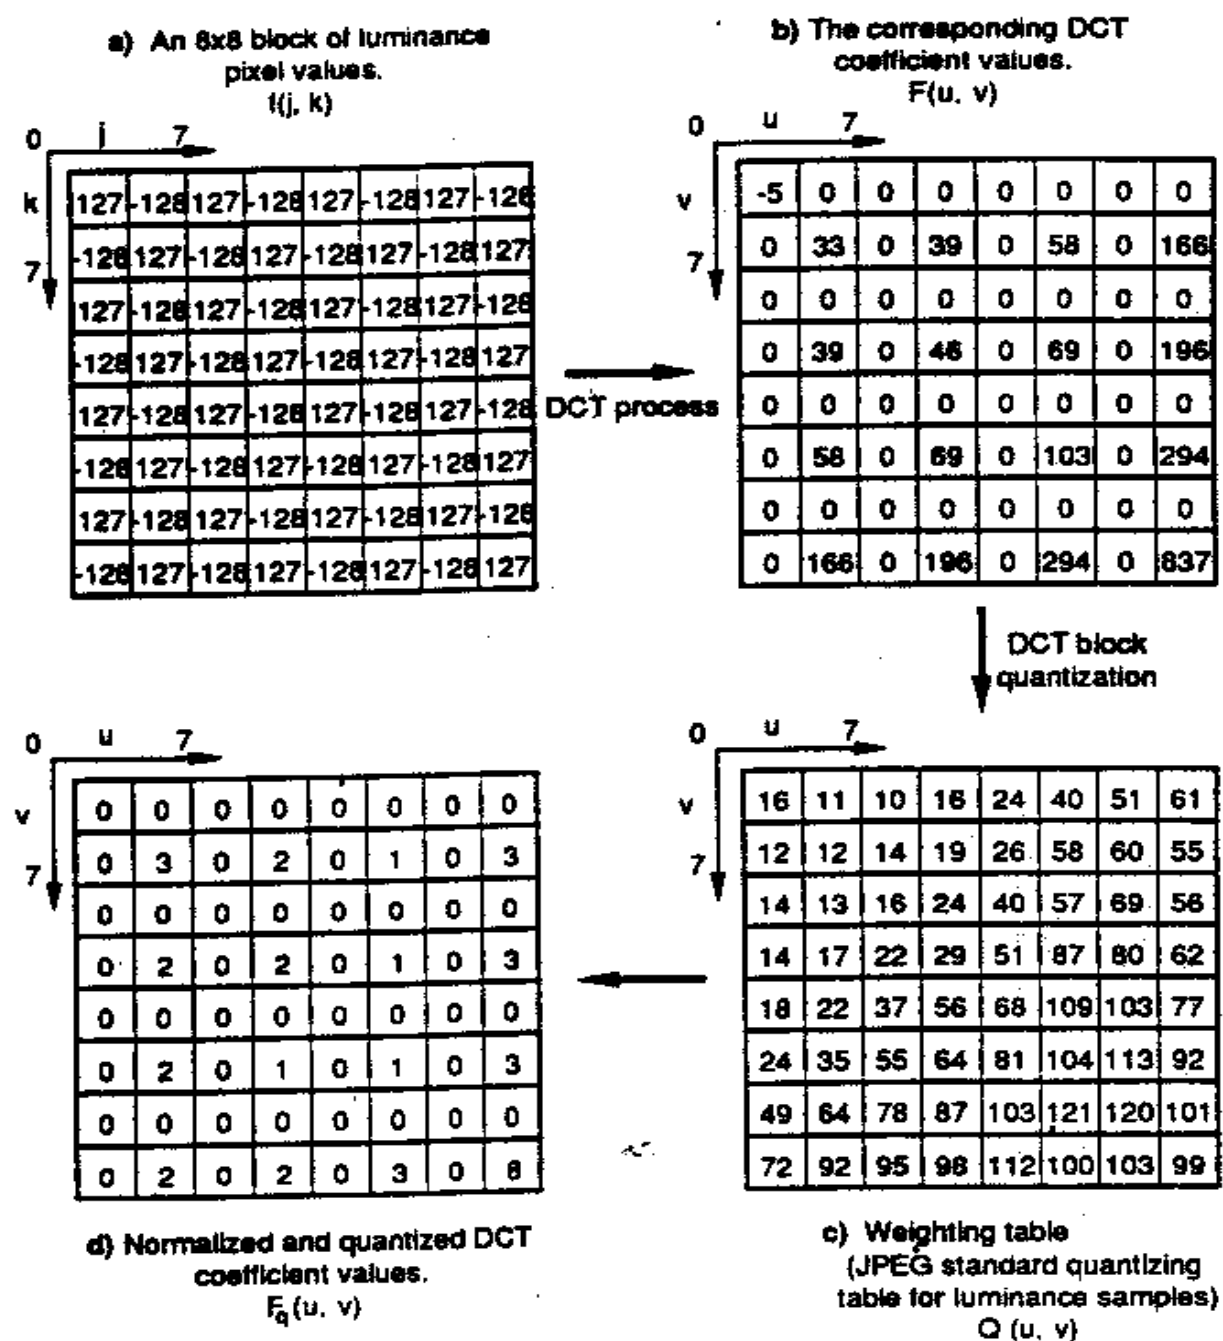 a) An 8x8 block of luminance
pixel values.
f(j, k)
0 j 7
k
7
127 -128 127 -128 127 -128 127 -128
-128 127 -128 127 -128 127 -128 127
127 -128 127 -128 127 -128 127 -128
-128 127 -128 127 -128 127 -128 127
127 -128 127 -128 127 -128 127 -128
-128 127 -128 127 -128 127 -128 127
127 -128 127 -128 127 -128 127 -128
-128 127 -128 127 -128 127 -128 127
DCT process
b) The corresponding DCT
coefficient values.
F(u, v)
0 u 7
v
7
-5 0 0 0 0 0 0 0
0 33 0 39 0 58 0 166
0 0 0 0 0 0 0 0
0 39 0 46 0 69 0 196
0 0 0 0 0 0 0 0
0 58 0 69 0 103 0 294
0 0 0 0 0 0 0 0
0 166 0 196 0 294 0 837
DCT block
quantization
0 u 7
v
7
16 11 10 16 24 40 51 61
12 12 14 19 26 58 60 55
14 13 16 24 40 57 69 56
14 17 22 29 51 87 80 62
18 22 37 56 68 109 103 77
24 35 55 64 81 104 113 92
49 64 78 87 103 121 120 101
72 92 95 98 112 100 103 99
c) Weighting table
(JPEG standard quantizing
table for luminance samples)
Q (u, v)
0 u 7
v
7
0 0 0 0 0 0 0 0
0 3 0 2 0 1 0 3
0 0 0 0 0 0 0 0
0 2 0 2 0 1 0 3
0 0 0 0 0 0 0 0
0 2 0 1 0 1 0 3
0 0 0 0 0 0 0 0
0 2 0 2 0 3 0 8
d) Normalized and quantized DCT
coefficient values.
Fq (u, v)